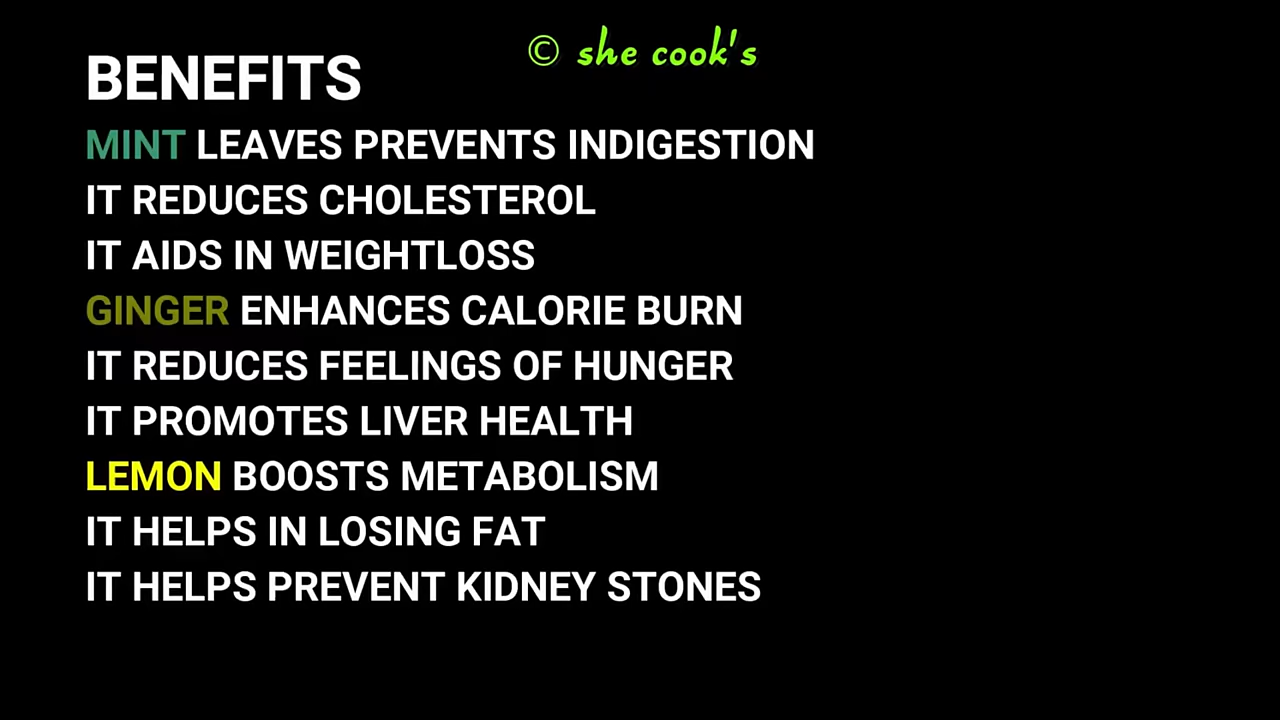 © she cook's
BENEFITS
MINT LEAVES PREVENTS INDIGESTION
IT REDUCES CHOLESTEROL
IT AIDS IN WEIGHTLOSS
GINGER ENHANCES CALORIE BURN
IT REDUCES FEELINGS OF HUNGER
IT PROMOTES LIVER HEALTH
LEMON BOOSTS METABOLISM
IT HELPS IN LOSING FAT
IT HELPS PREVENT KIDNEY STONES